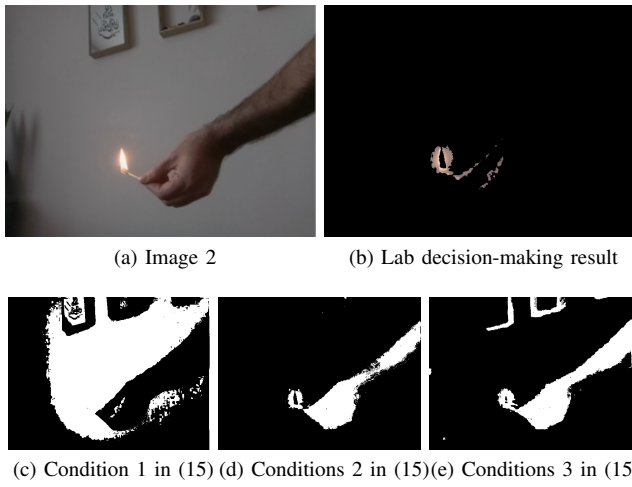 (a) Image 2
(b) Lab decision-making result
(c) Condition 1 in (15) (d) Conditions 2 in (15) (e) Conditions 3 in (15